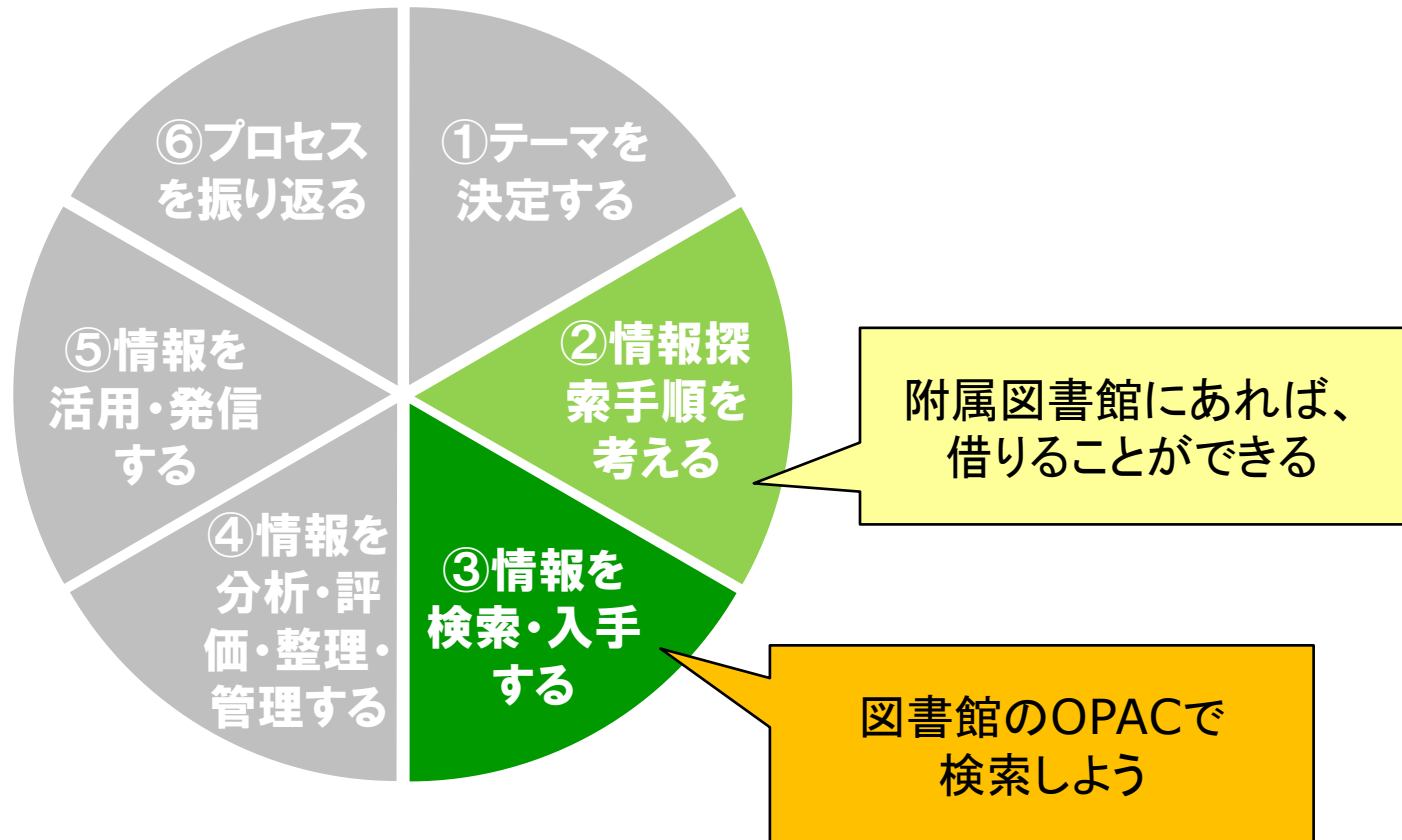 ①テーマを
決定する
②情報探
索手順を
考える
③情報を
検索・入手
する
④情報を
分析・評
価・整理・
管理する
⑤情報を
活用・発信
する
⑥プロセス
を振り返る
附属図書館にあれば、
借りることができる
図書館のOPACで
検索しよう